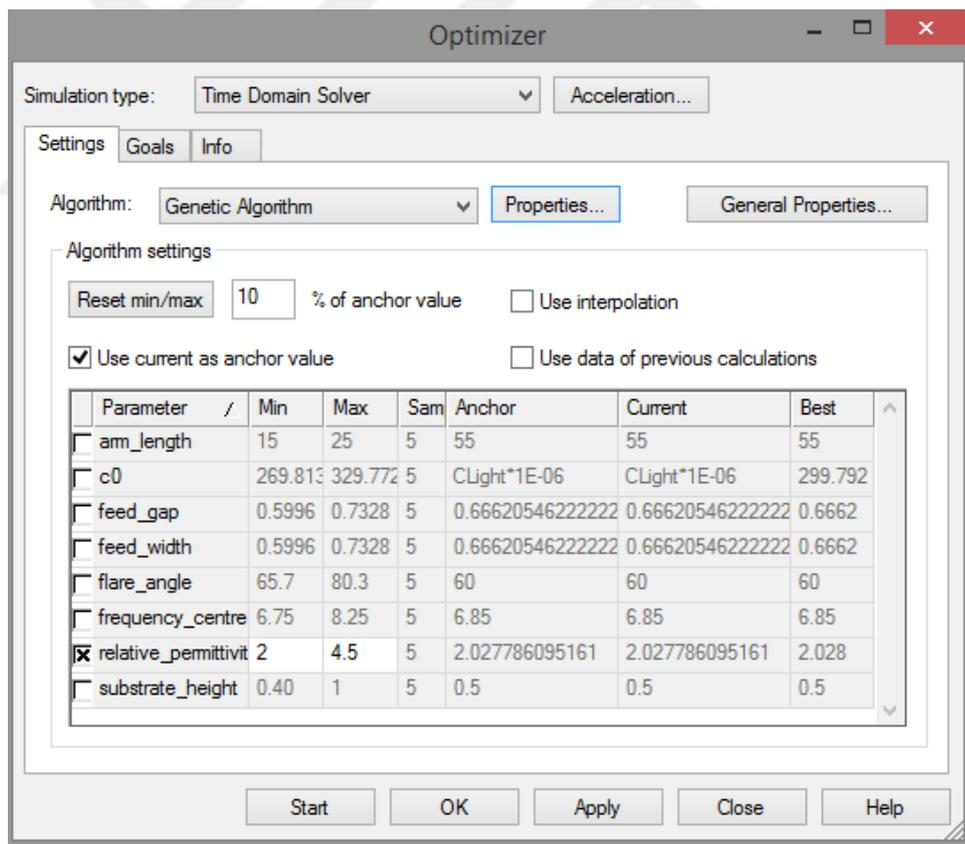 Optimizer
Simulation type: Time Domain Solver Acceleration...
Settings Goals Info
Algorithm: Genetic Algorithm Properties... General Properties...
Algorithm settings
Reset min/max 10 % of anchor value Use interpolation
Use current as anchor value Use data of previous calculations
Parameter / Min Max Sam Anchor Current Best
arm_length 15 25 5 55 55 55
c0 269.813 329.772 5 CLight*1E-06 CLight*1E-06 299.792
feed_gap 0.5996 0.7328 5 0.66620546222222 0.66620546222222 0.6662
feed_width 0.5996 0.7328 5 0.66620546222222 0.66620546222222 0.6662
flare_angle 65.7 80.3 5 60 60 60
frequency_centre 6.75 8.25 5 6.85 6.85 6.85
relative_permittivit 2 4.5 5 2.027786095161 2.027786095161 2.028
substrate_height 0.40 1 5 0.5 0.5 0.5
Start OK Apply Close Help